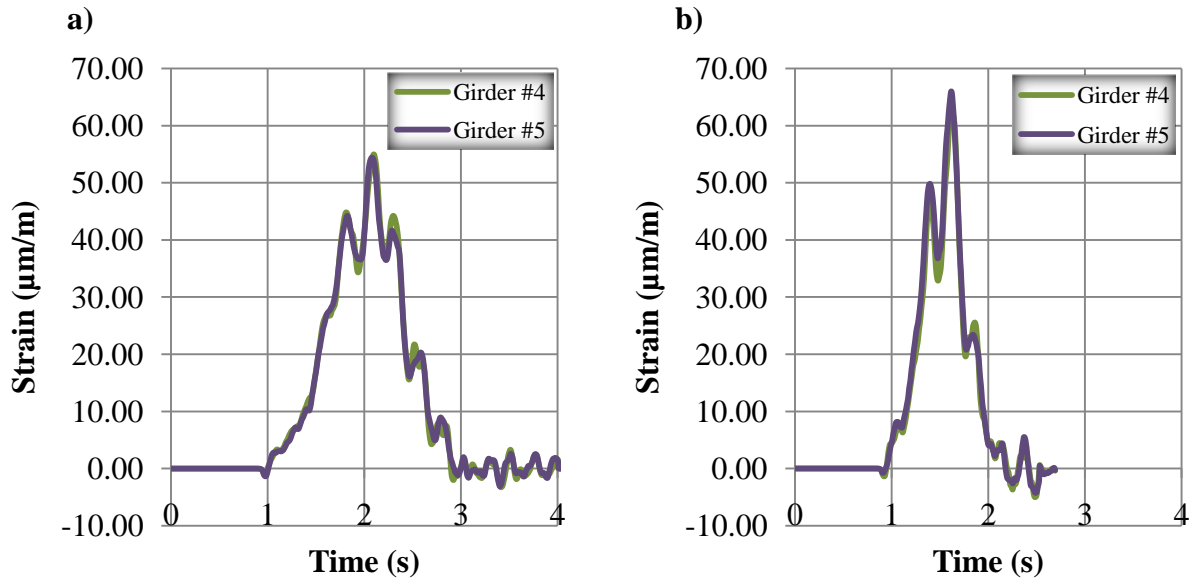 a)
70.00
60.00
50.00
40.00
30.00
20.00
10.00
0.00
-10.00
Strain (µm/m)
0 1 2 3 4
Time (s)
Girder #4
Girder #5
b)
70.00
60.00
50.00
40.00
30.00
20.00
10.00
0.00
-10.00
Strain (µm/m)
0 1 2 3 4
Time (s)
Girder #4
Girder #5